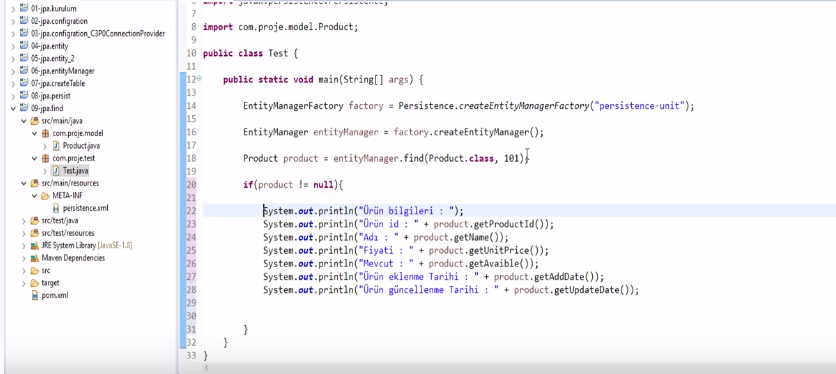 01-jpa.kurulum
02-jpa.configration
03-jpa.configration_C3P0ConnectionProvider
04-jpa.entity
05-jpa.entity_2
06-jpa.entityManager
07-jpa.createTable
08-jpa.persist
09-jpa.find
src/main/java
com.proje.model
Product.java
com.proje.test
Test.java
src/main/resources
META-INF
persistence.xml
src/test/java
src/test/resources
JRE System Library [JavaSE-1.8]
Maven Dependencies
src
target
pom.xml
7
8 import com.proje.model.Product;
9
10 public class Test {
11
12 public static void main(String[] args) {
13
14 EntityManagerFactory factory = Persistence.createEntityManagerFactory("persistence-unit");
15
16 EntityManager entityManager = factory.createEntityManager();
17
18 Product product = entityManager.find(Product.class, 101);
19
20 if(product != null){
21
22 System.out.println("Ürün bilgileri : ");
23 System.out.println("Ürün id : " + product.getProductId());
24 System.out.println("Adı : " + product.getName());
25 System.out.println("Fiyati : " + product.getUnitPrice());
26 System.out.println("Mevcut : " + product.getAvaible());
27 System.out.println("Ürün eklenme Tarihi : " + product.getAddDate());
28 System.out.println("Ürün güncellenme Tarihi : " + product.getUpdateDate());
29
30
31 }
32 }
33 }